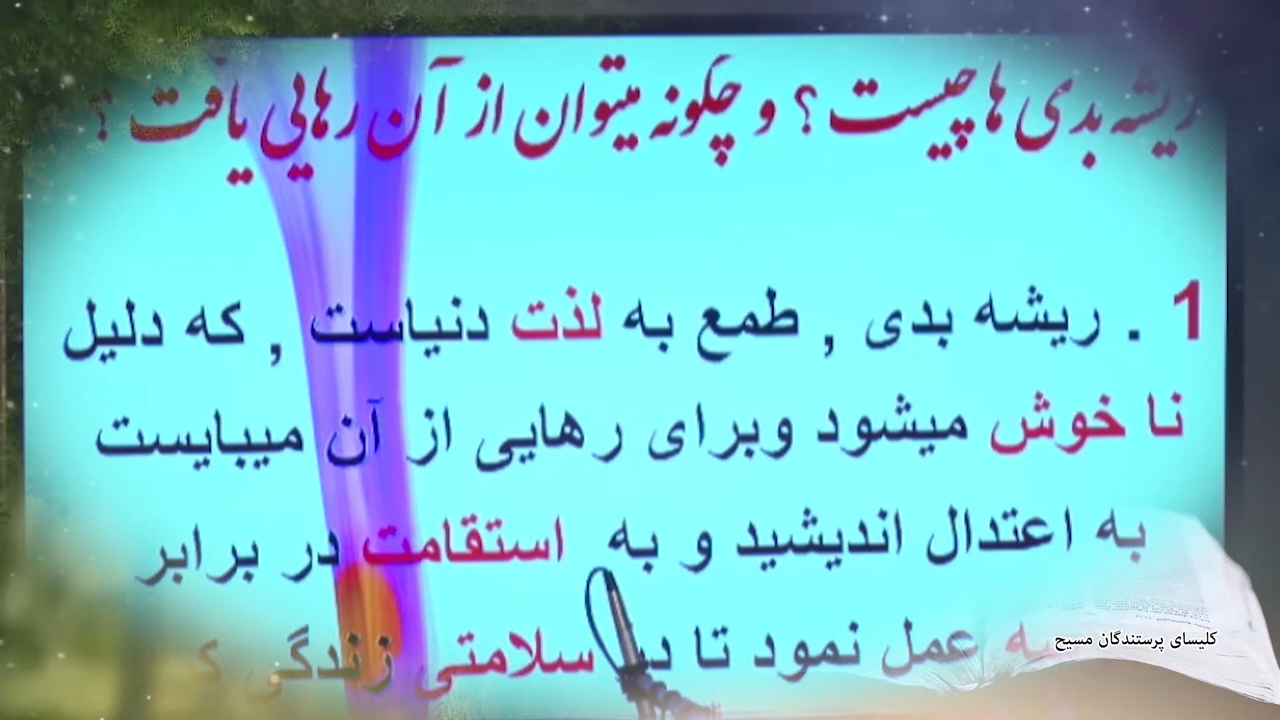 ریشه بدی ها چیست ؟ و چگونه میتوان از آن رهایی یافت ؟
1 . ریشه بدی , طمع به لذت دنیاست , که دلیل
نا خوش میشود وبرای رهایی از آن میبایست
به اعتدال اندیشید و به استقامت در برابر
عمل نمود تا در سلامتی زندگی
کلیسای پرستندگان مسیح